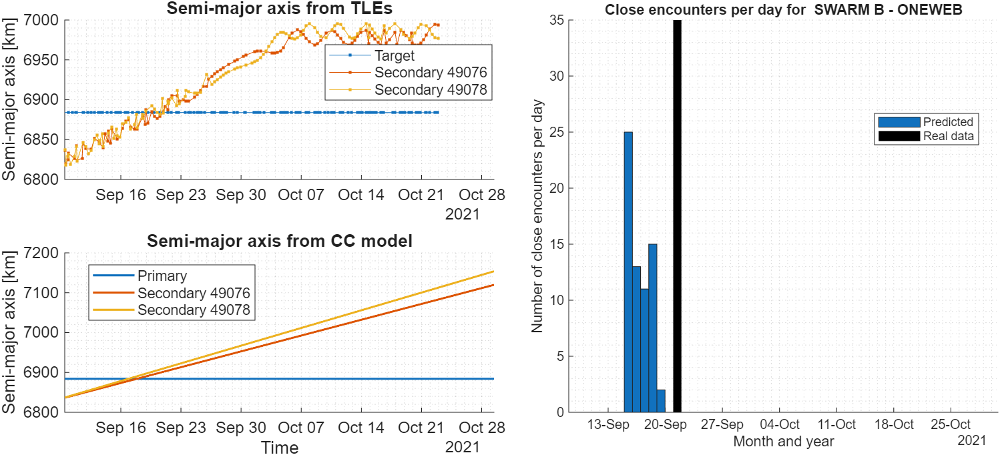 Semi-major axis from TLEs
Semi-major axis [km]
7000
6950
6900
6850
6800
Target
Secondary 49076
Secondary 49078
Sep 16 Sep 23 Sep 30 Oct 07 Oct 14 Oct 21 Oct 28
2021
Semi-major axis from CC model
Semi-major axis [km]
7200
7100
7000
6900
6800
Primary
Secondary 49076
Secondary 49078
Sep 16 Sep 23 Sep 30 Oct 07 Oct 14 Oct 21 Oct 28
Time
2021
Close encounters per day for SWARM B - ONEWEB
Number of close encounters per day
35
30
25
20
15
10
5
0
Predicted
Real data
13-Sep 20-Sep 27-Sep 04-Oct 11-Oct 18-Oct 25-Oct
Month and year
2021